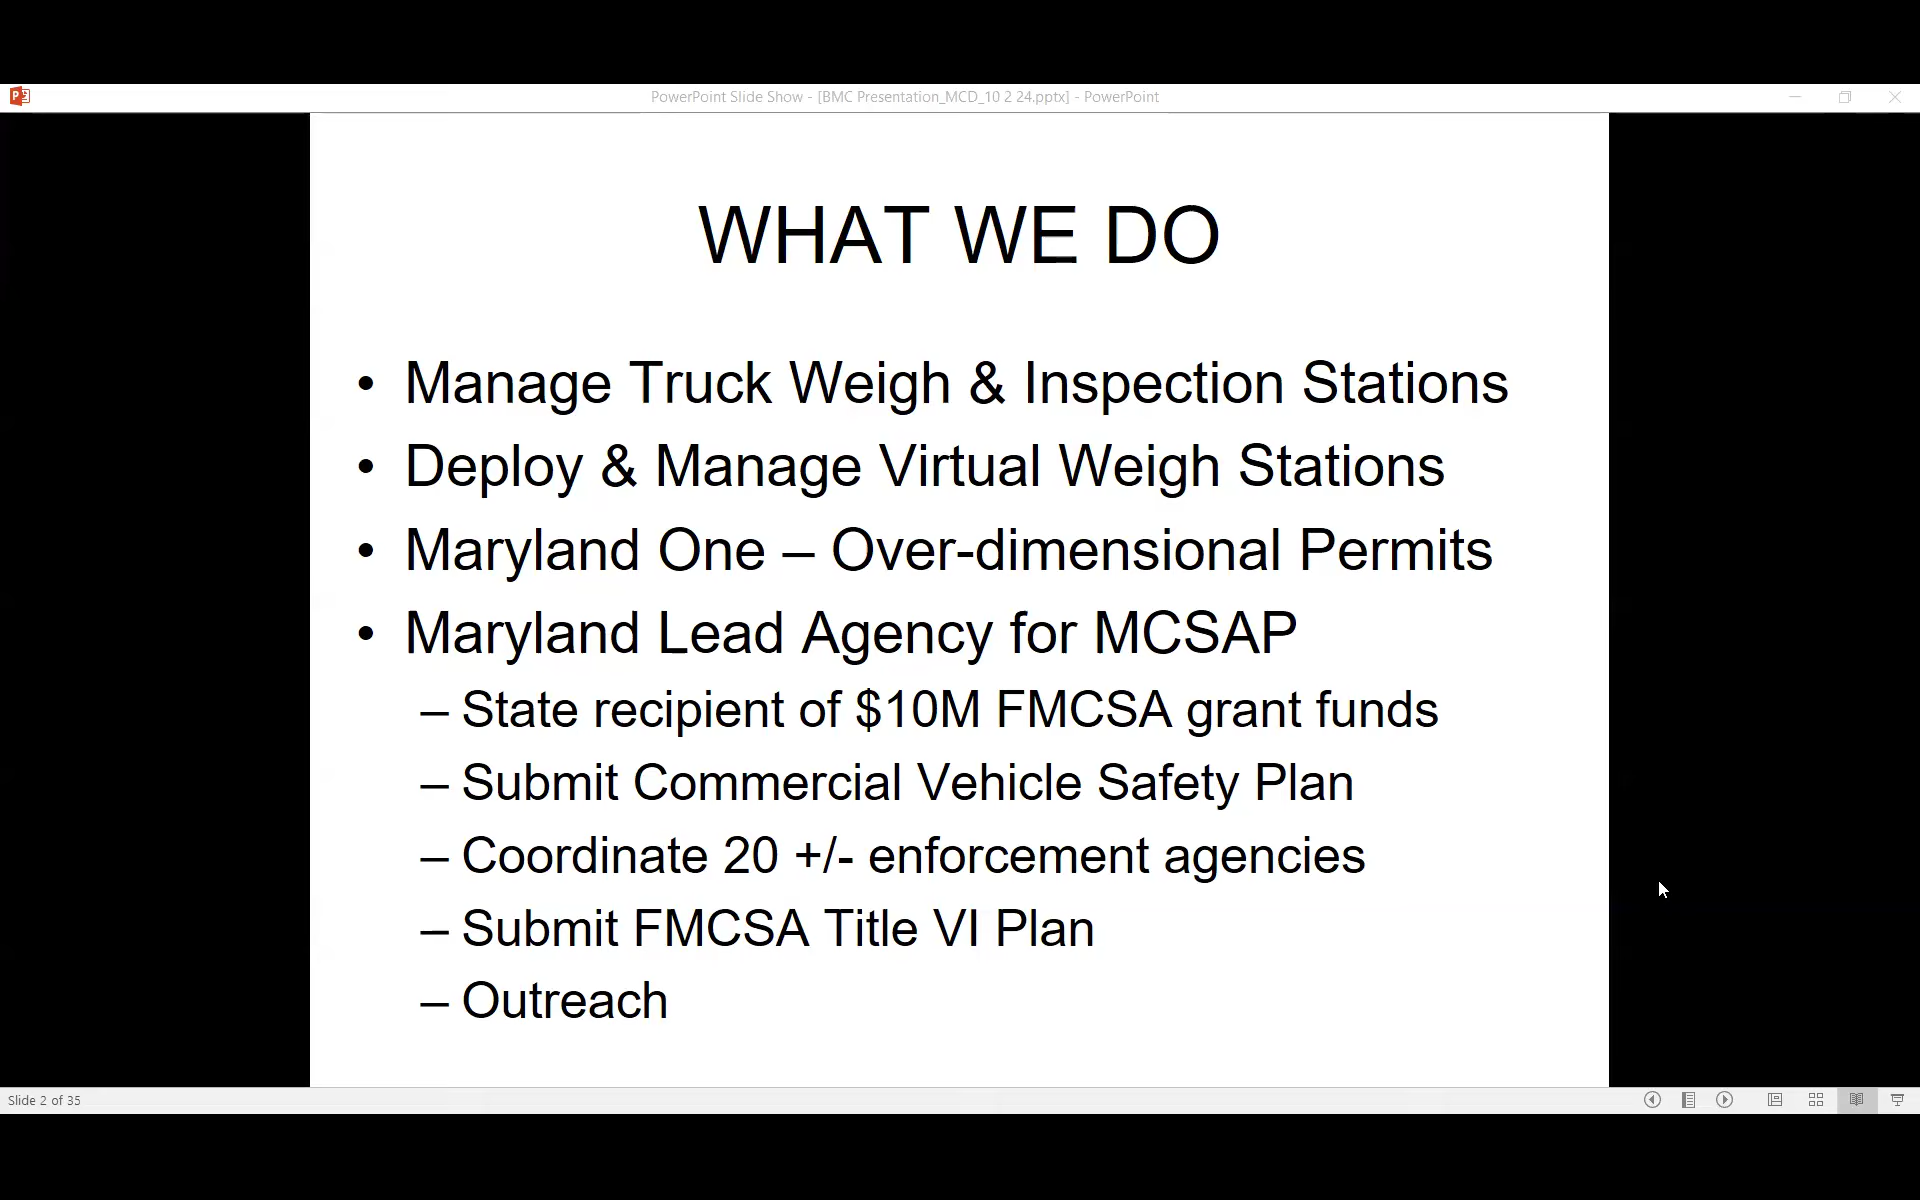 PowerPoint Slide Show - [BMC Presentation_MCD_10 2 24.pptx] - PowerPoint
WHAT WE DO
• Manage Truck Weigh & Inspection Stations
• Deploy & Manage Virtual Weigh Stations
• Maryland One – Over-dimensional Permits
• Maryland Lead Agency for MCSAP
– State recipient of $10M FMCSA grant funds
– Submit Commercial Vehicle Safety Plan
– Coordinate 20 +/- enforcement agencies
– Submit FMCSA Title VI Plan
– Outreach
Slide 2 of 35